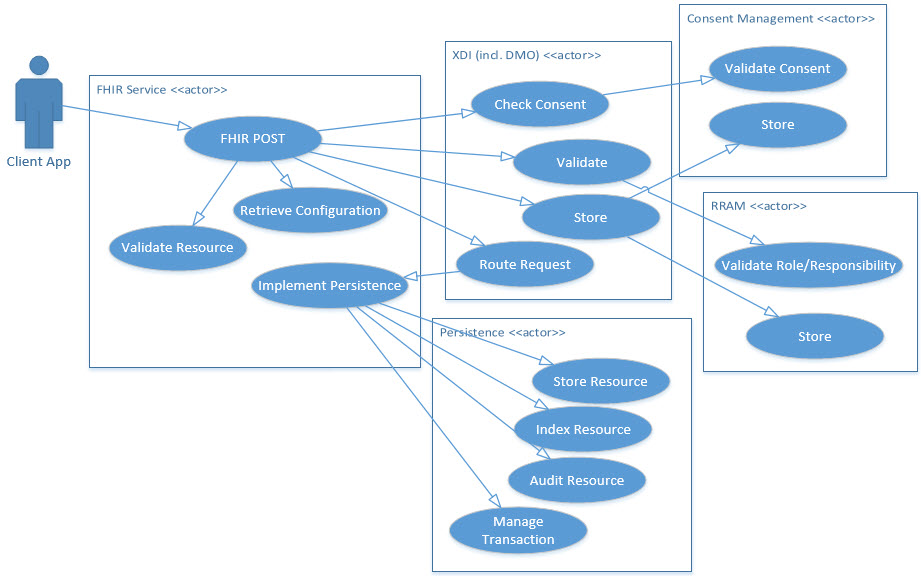 Client App
FHIR Service <<actor>>
FHIR POST
Retrieve Configuration
Validate Resource
Implement Persistence
XDI (incl. DMO) <<actor>>
Check Consent
Validate
Store
Route Request
Consent Management <<actor>>
Validate Consent
Store
RRAM <<actor>>
Validate Role/Responsibility
Store
Persistence <<actor>>
Store Resource
Index Resource
Audit Resource
Manage
Transaction